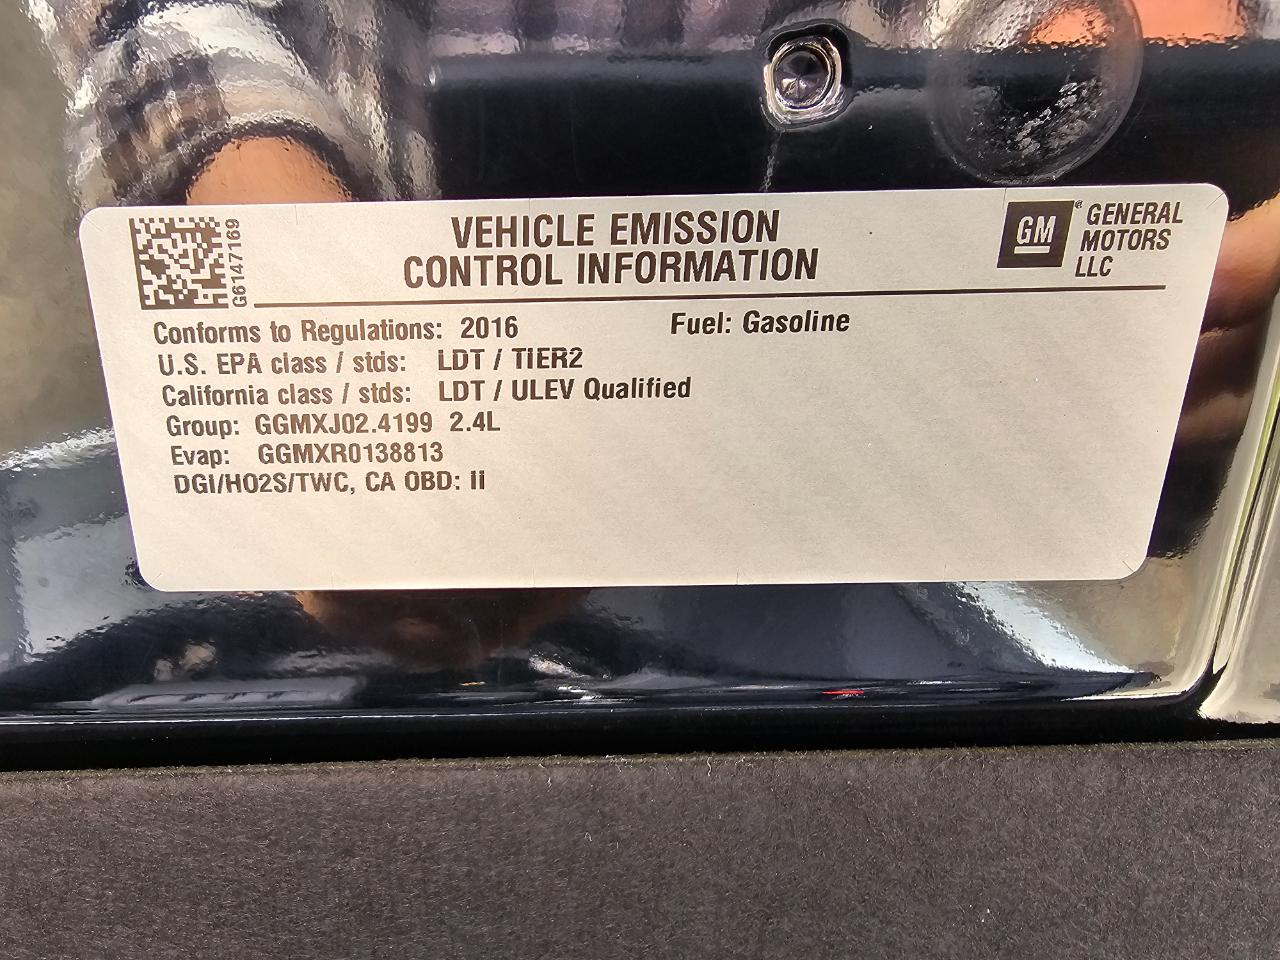 G6147169
VEHICLE EMISSION
CONTROL INFORMATION
GM®
GENERAL
MOTORS
LLC
Conforms to Regulations: 2016 Fuel: Gasoline
U.S. EPA class / stds: LDT / TIER2
California class / stds: LDT / ULEV Qualified
Group: GGMXJ02.4199 2.4L
Evap: GGMXR0138813
DGI/HO2S/TWC, CA OBD: Ii